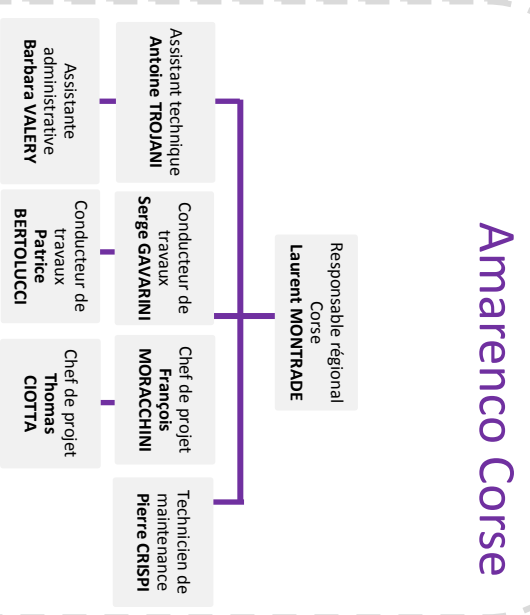 Amarenco Corse
Responsable régional
Corse
Laurent MONTRADE
Assistant technique
Antoine TROJANI
Conducteur de
travaux
Serge GAVARINI
Chef de projet
François
MORACCHINI
Technicien de
maintenance
Pierre CRISPI
Assistante
administrative
Barbara VALERY
Conducteur de
travaux
Patrice
BERTOLUCCI
Chef de projet
Thomas
CIOTTA